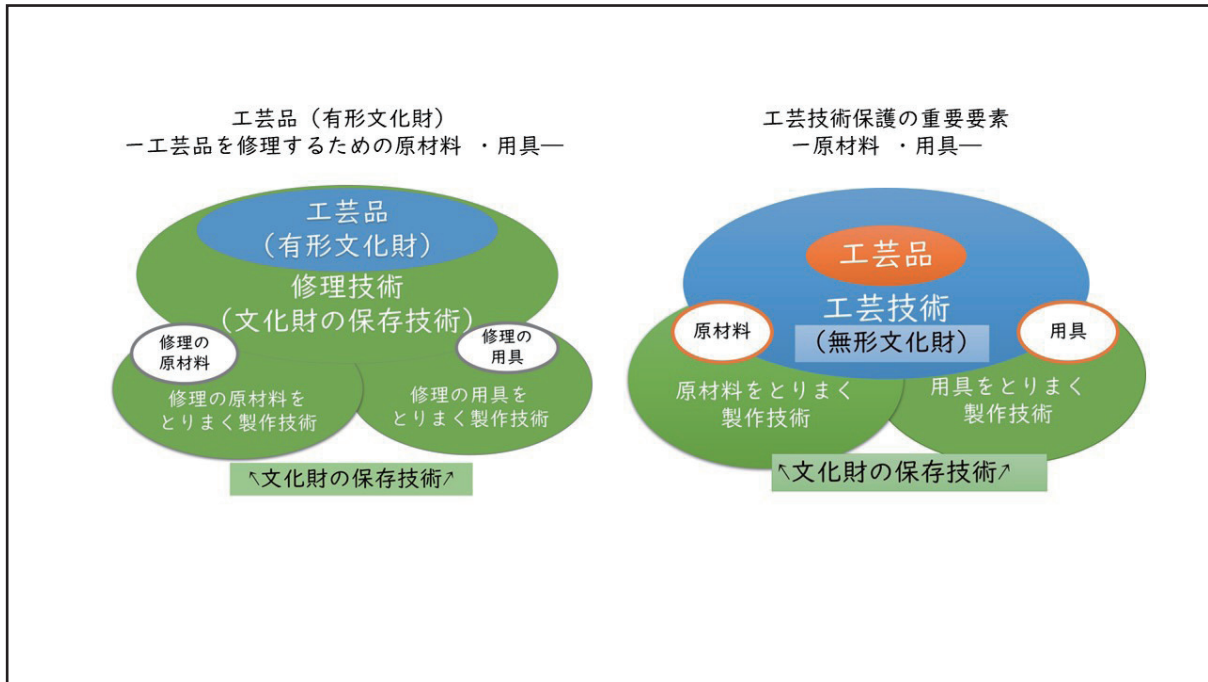 工芸品（有形文化財）
ー工芸品を修理するための原材料 ・用具―
工芸品
（有形文化財）
修理技術
（文化財の保存技術）
修理の
原材料
修理の
用具
修理の原材料を
とりまく製作技術
修理の用具を
とりまく製作技術
↖文化財の保存技術↗
工芸技術保護の重要要素
ー原材料 ・用具―
工芸品
工芸技術
（無形文化財）
原材料
用具
原材料をとりまく
製作技術
用具をとりまく
製作技術
↖文化財の保存技術↗